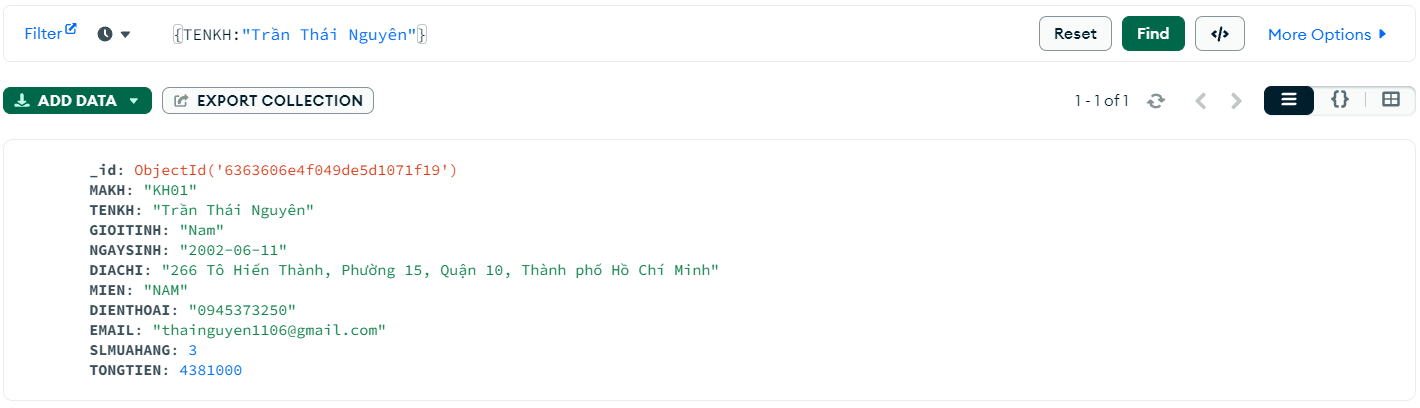 Filter {TENKH:"Trần Thái Nguyên"} Reset Find </> More Options
ADD DATA EXPORT COLLECTION 1 - 1 of 1 {}
_id: ObjectId('6363606e4f049de5d1071f19')
MAKH: "KH01"
TENKH: "Trần Thái Nguyên"
GIOITINH: "Nam"
NGAYSINH: "2002-06-11"
DIACHI: "266 Tô Hiến Thành, Phường 15, Quận 10, Thành phố Hồ Chí Minh"
MIEN: "NAM"
DIENTHOAI: "0945373250"
EMAIL: "thainguyen1106@gmail.com"
SLMUAHANG: 3
TONGTIEN: 4381000